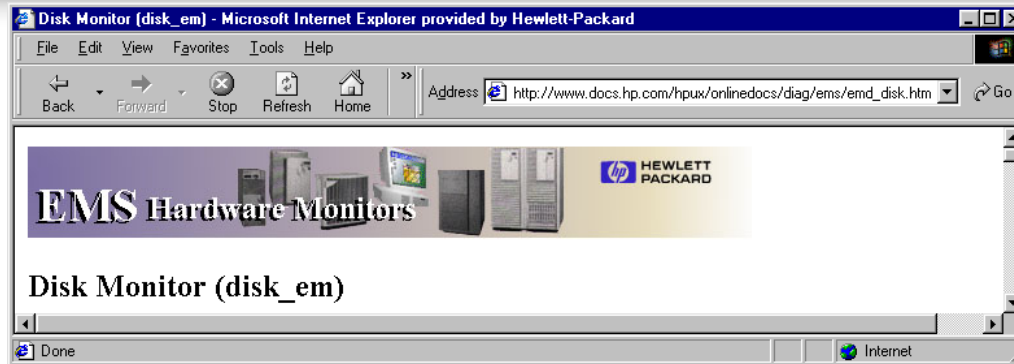 Disk Monitor (disk_em) - Microsoft Internet Explorer provided by Hewlett-Packard
File Edit View Favorites Tools Help
Back Forward Stop Refresh Home » Address http://www.docs.hp.com/hpux/onlinedocs/diag/ems/emd_disk.htm Go
EMS Hardware Monitors
hp HEWLETT PACKARD
Disk Monitor (disk_em)
Done Internet